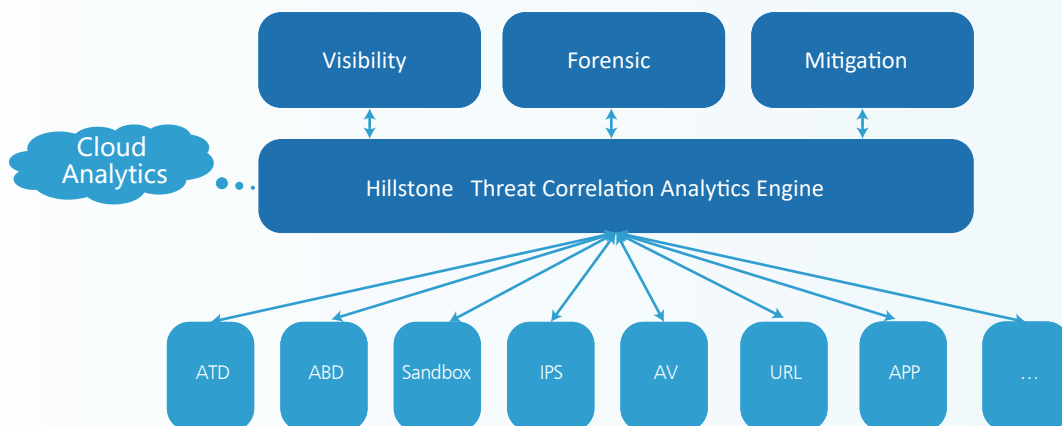 Visibility
Forensic
Mitigation
Cloud
Analytics
Hillstone Threat Correlation Analytics Engine
ATD
ABD
Sandbox
IPS
AV
URL
APP
...